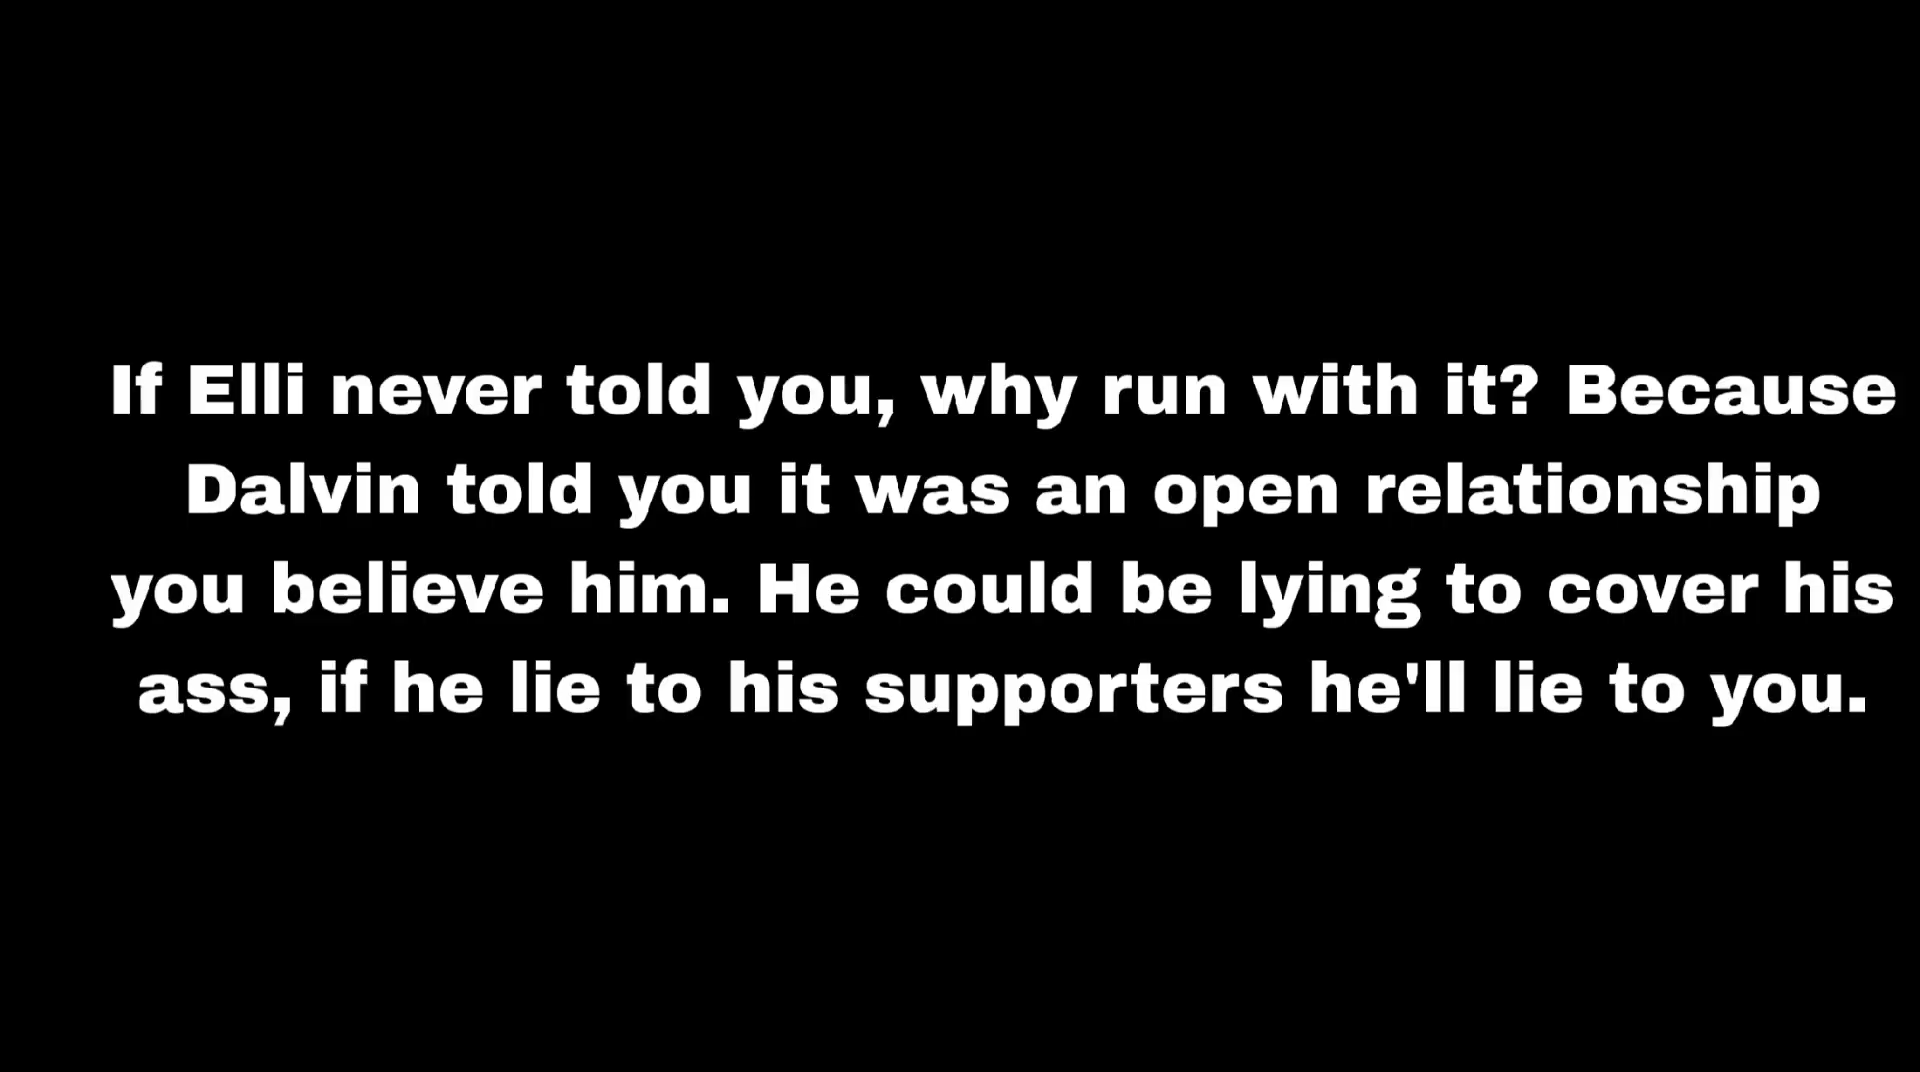 If Elli never told you, why run with it? Because
Dalvin told you it was an open relationship
you believe him. He could be lying to cover his
ass, if he lie to his supporters he'll lie to you.